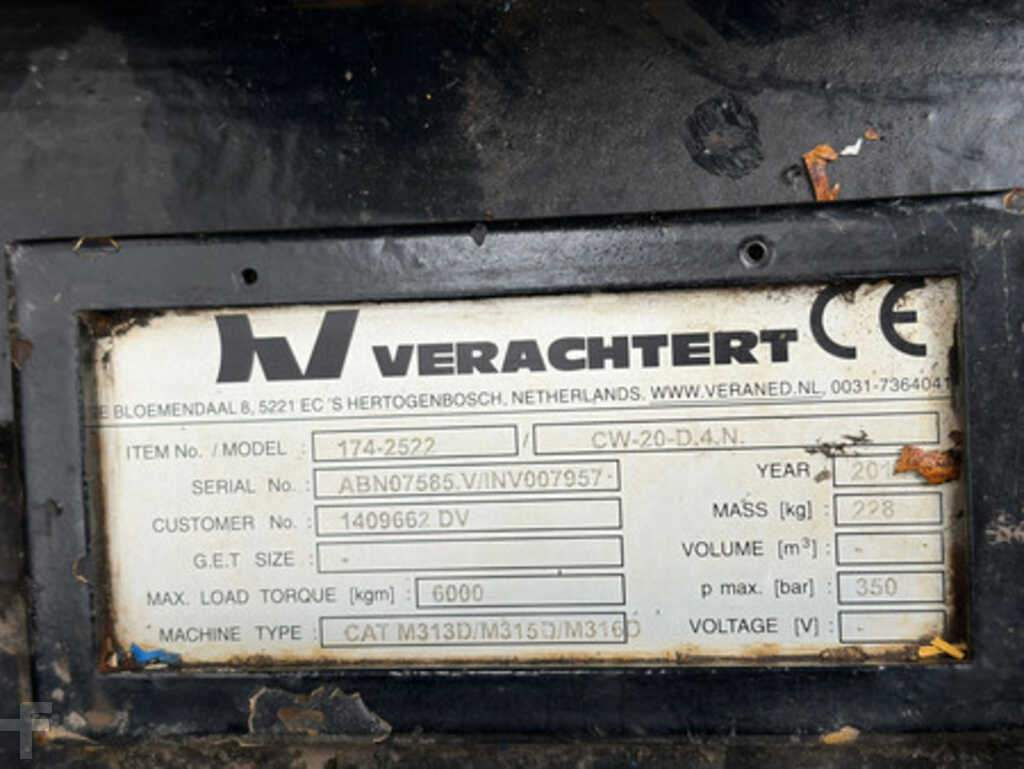 VERACHTERT CE
DE BLOEMENDAAL 8, 5221 EC 'S HERTOGENBOSCH, NETHERLANDS. WWW.VERANED.NL, 0031-7364041
ITEM No. / MODEL : 174-2522 / CW-20-D.4.N.
SERIAL No. : ABN07585.V/INV007957- YEAR : 201
CUSTOMER No. : 1409662 DV MASS [kg] : 228
G.E.T SIZE : - VOLUME [m³] : -
MAX. LOAD TORQUE [kgm] : 6000 p max. [bar] : 350
MACHINE TYPE : CAT M313D/M315D/M316D VOLTAGE [V] : -